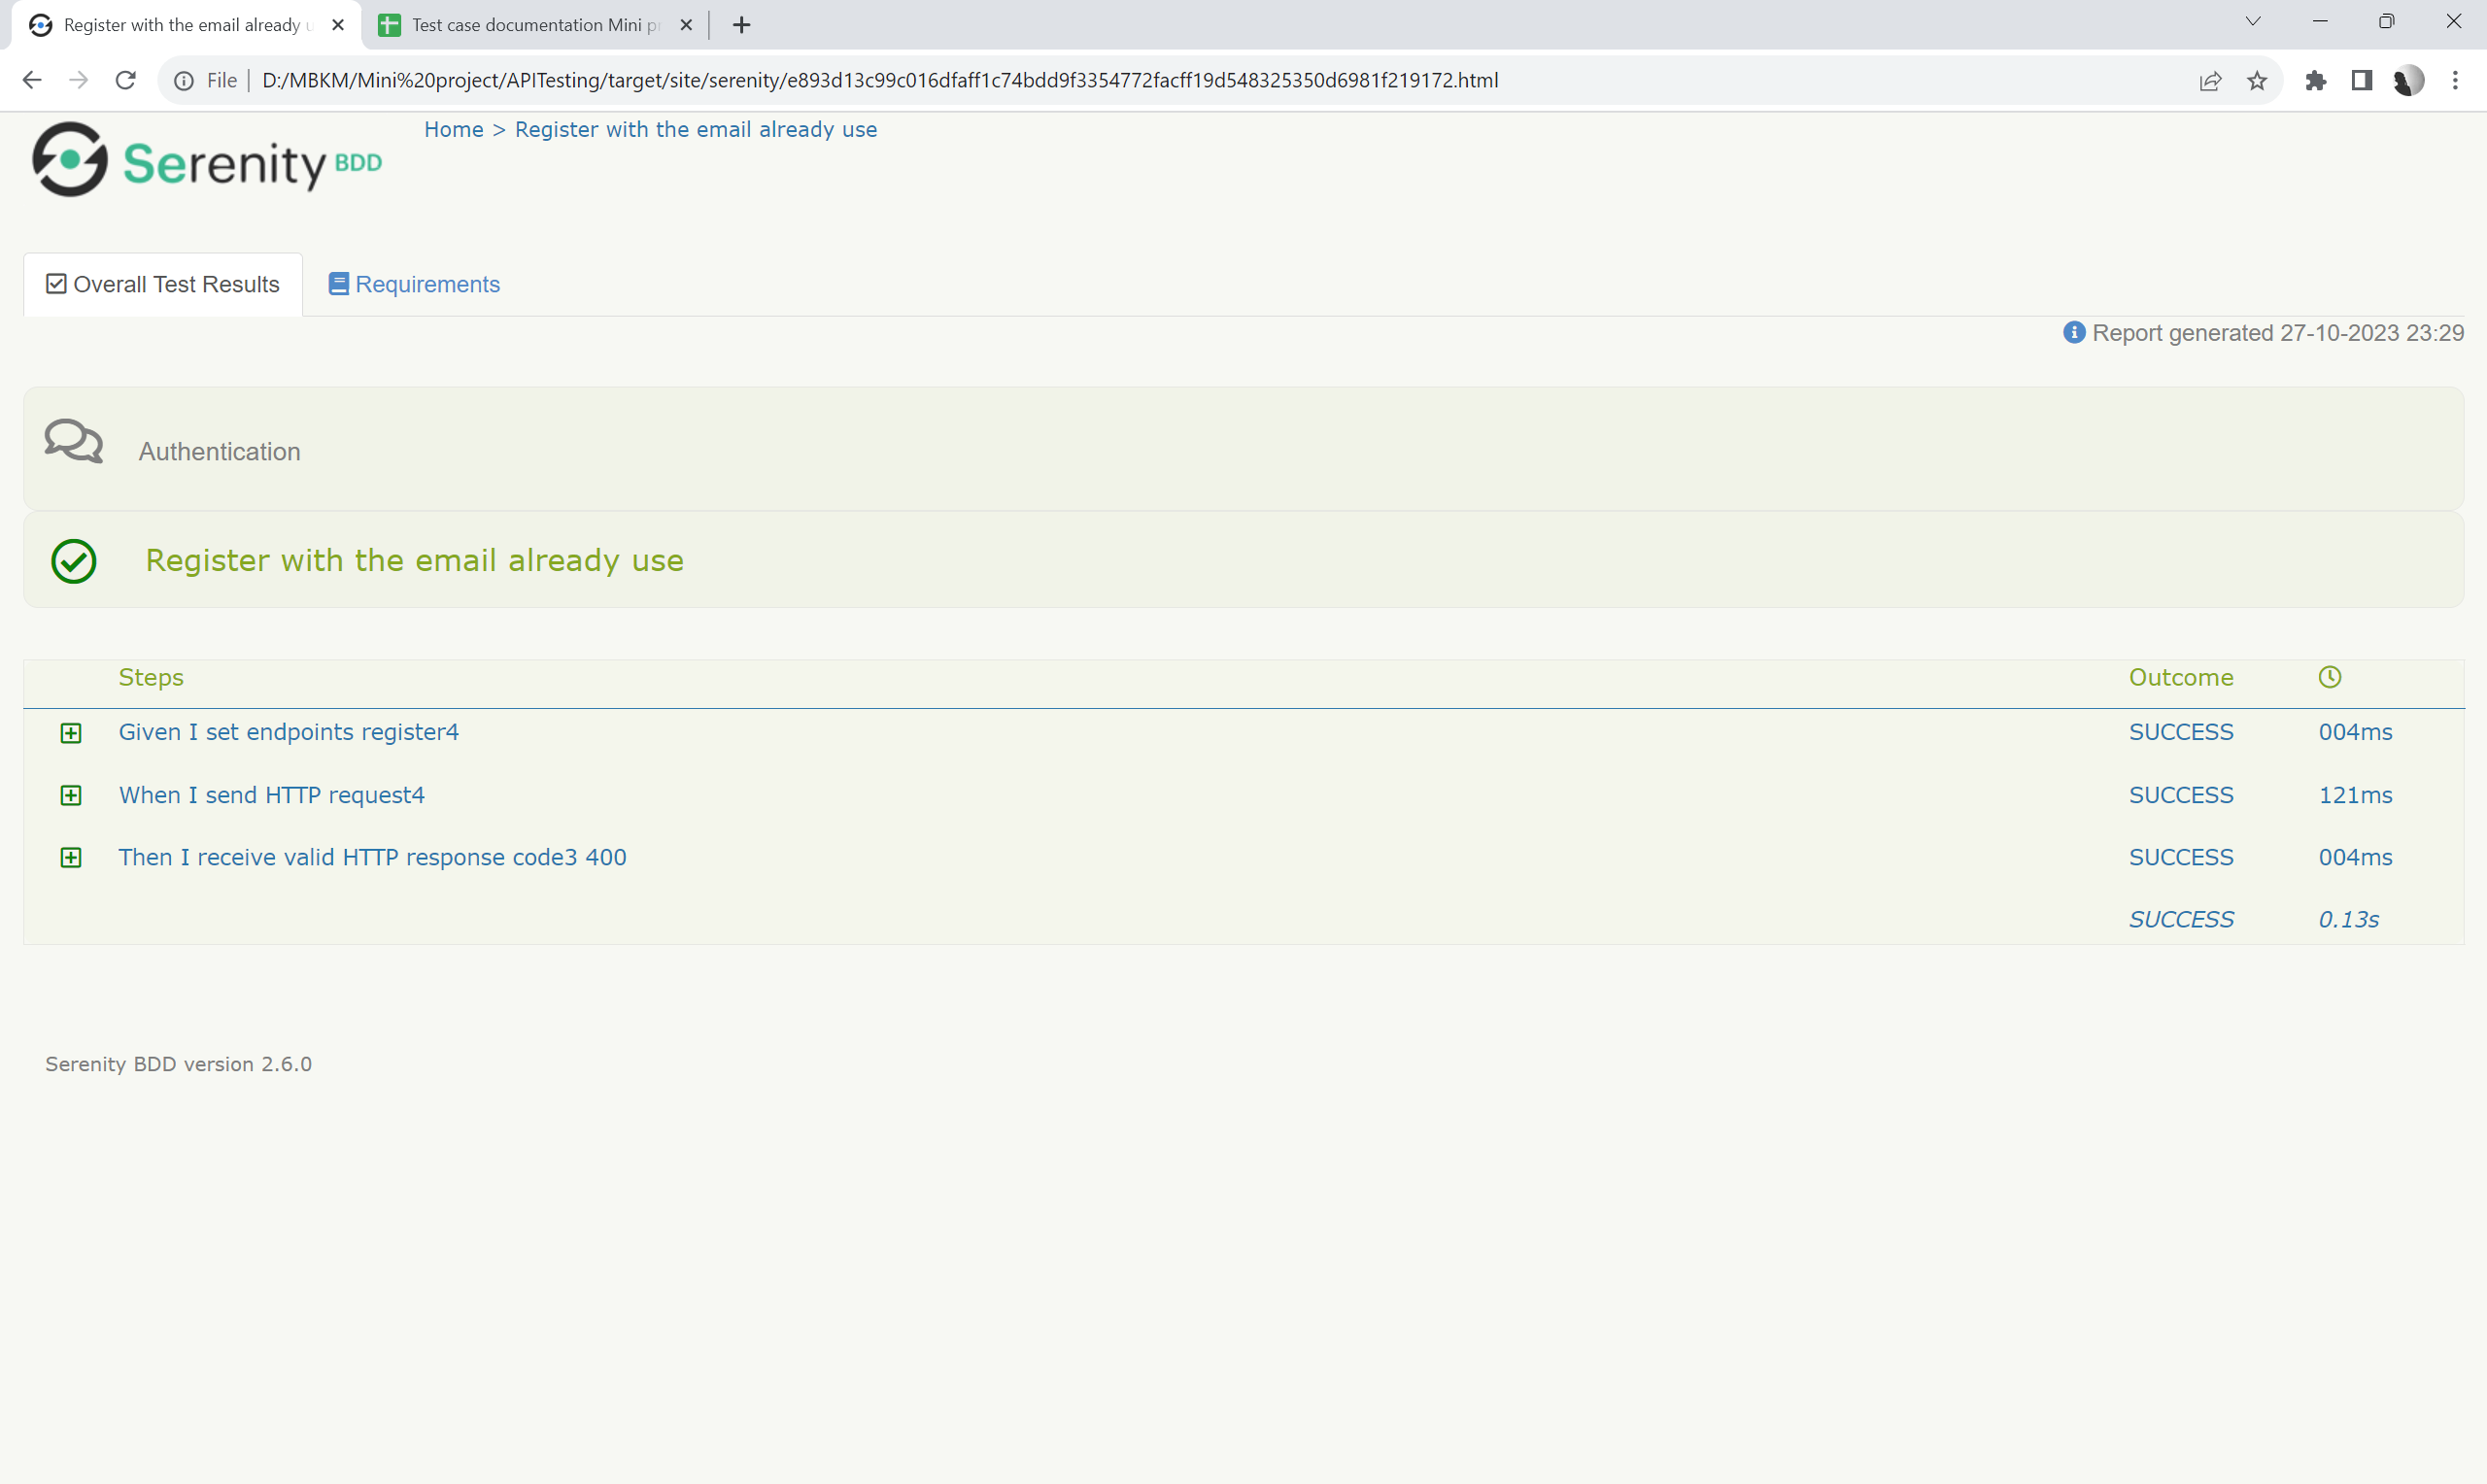 Register with the email already
Test case documentation Mini
File
D:/MBKM/Mini%20project/APITesting/target/site/serenity/e893d13c99c016dfaff1c74bdd9f3354772facff19d548325350d6981f219172.html
Serenity BDD
Home > Register with the email already use
Overall Test Results
Requirements
Report generated 27-10-2023 23:29
Authentication
Register with the email already use
Steps Outcome
Given I set endpoints register4 SUCCESS 004ms
When I send HTTP request4 SUCCESS 121ms
Then I receive valid HTTP response code3 400 SUCCESS 004ms
SUCCESS 0.13s
Serenity BDD version 2.6.0